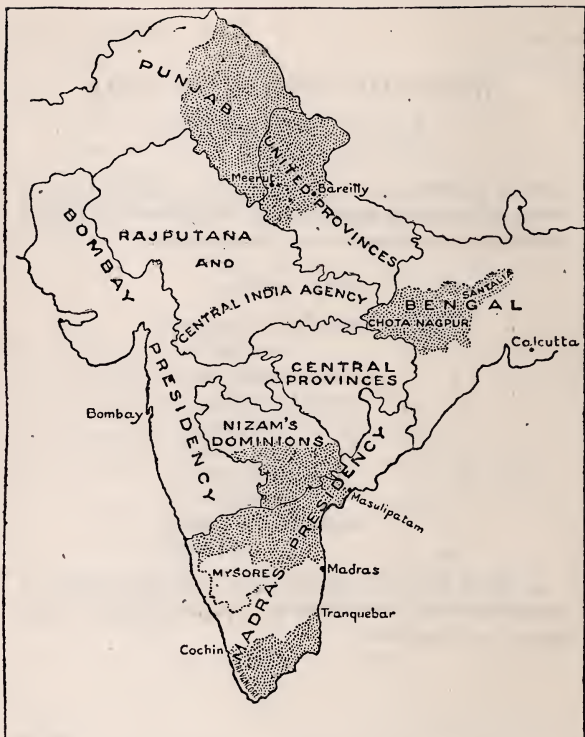 PUNJAB
UNITED PROVINCES
Meerut
Bareilly
BOMBAY PRESIDENCY
RAJPUTANA
AND
CENTRAL INDIA AGENCY
SANTALIA
BENGAL
CHOTA NAGPUR
Calcutta
CENTRAL
PROVINCES
Bombay
NIZAM'S
DOMINIONS
MADRAS PRESIDENCY
Masulipatam
MYSORE
Madras
Tranquebar
Cochin